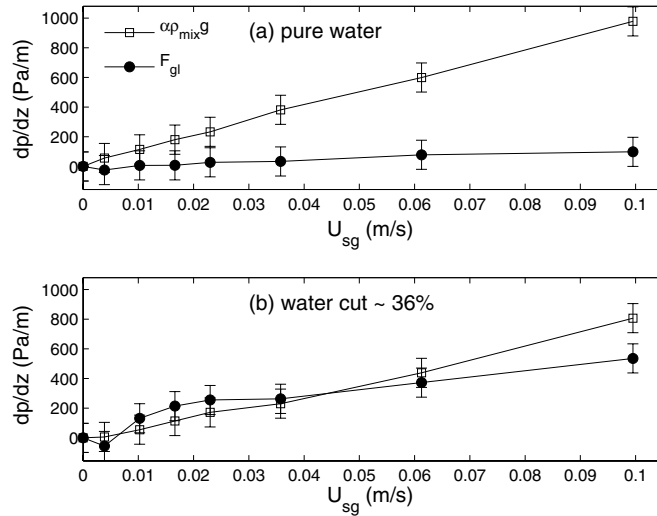 1000
800
600
400
200
0
dp/dz (Pa/m)
αρmixg
Fgl
(a) pure water
0 0.01 0.02 0.03 0.04 0.05 0.06 0.07 0.08 0.09 0.1
Usg (m/s)
800
600
400
200
0
dp/dz (Pa/m)
(b) water cut ~ 36%
0 0.01 0.02 0.03 0.04 0.05 0.06 0.07 0.08 0.09 0.1
Usg (m/s)